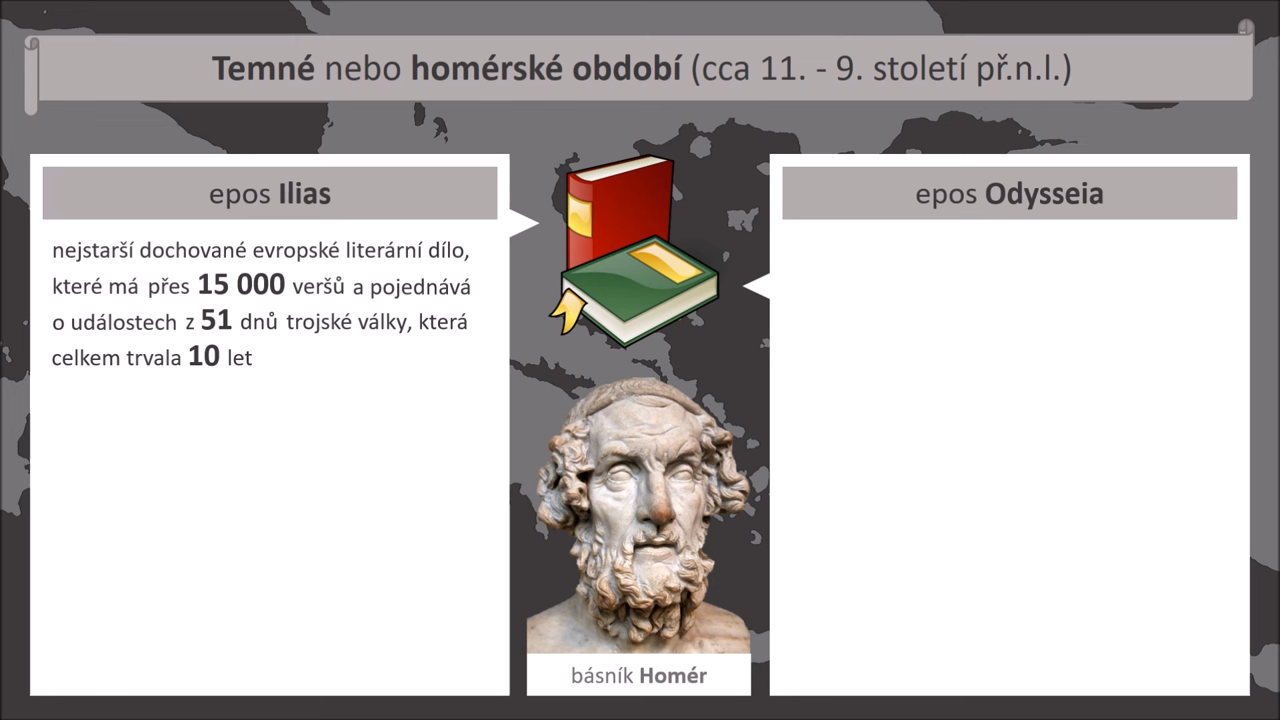 Temné nebo homérské období (cca 11. - 9. století př.n.l.)
epos Ilias
nejstarší dochované evropské literární dílo,
které má přes 15 000 veršů a pojednává
o událostech z 51 dnů trojské války, která
celkem trvala 10 let
epos Odysseia
básník Homér